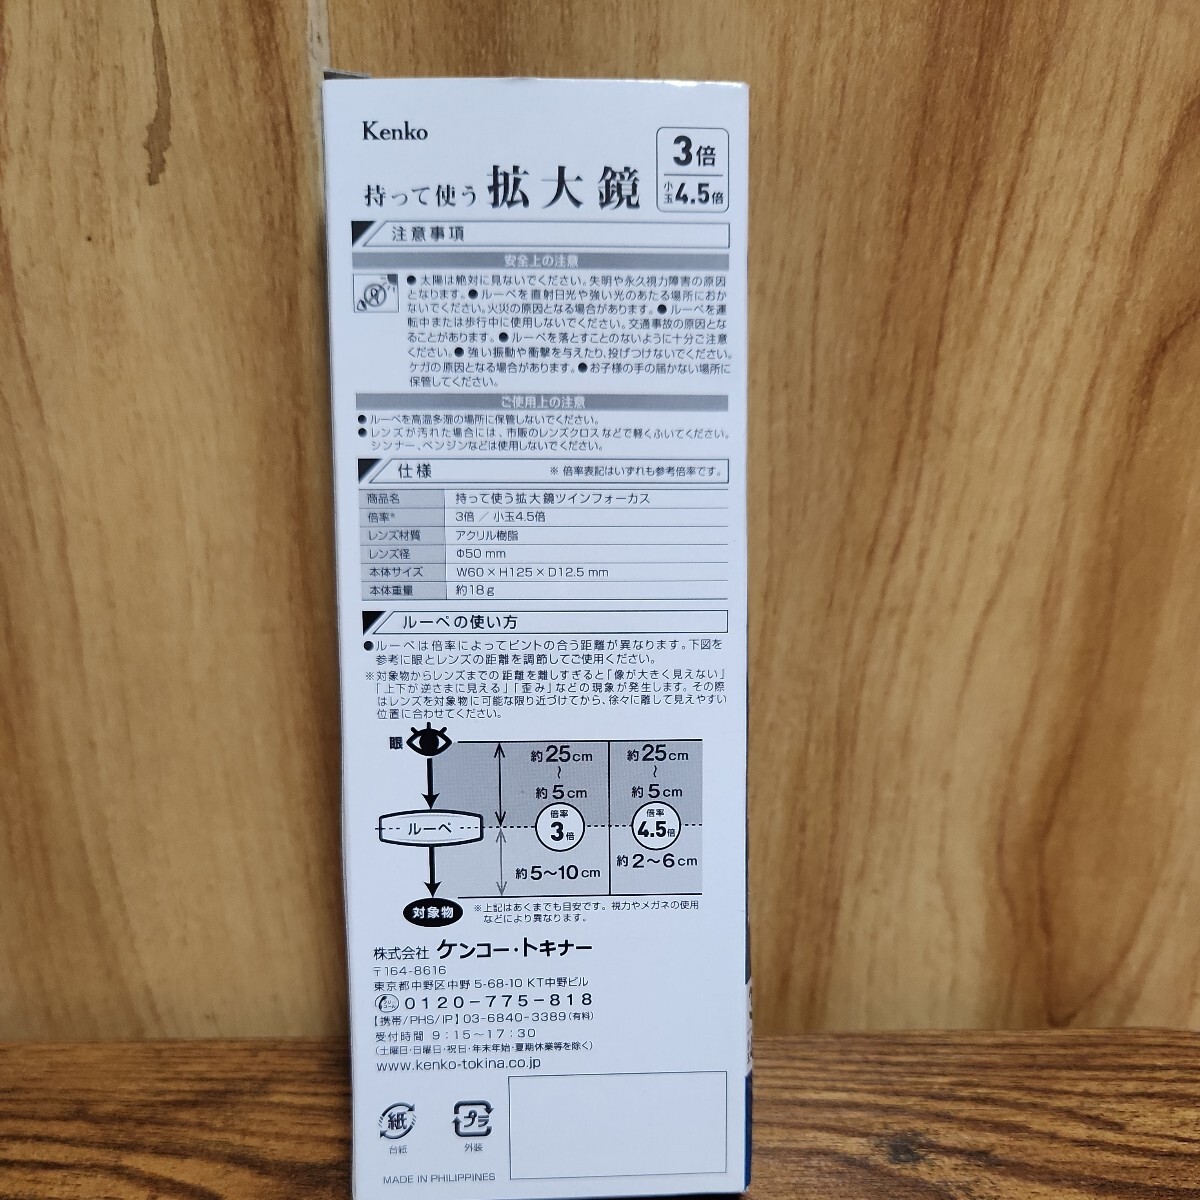 Kenko
持って使う 拡大鏡
3倍
小玉4.5倍
注意事項
安全上の注意
●太陽は絶対に見ないでください。失明や永久視力障害の原因
となります。●ルーペを直射日光や強い光のあたる場所におか
ないでください。火災の原因となる場合があります。●ルーペを運
転中または歩行中に使用しないでください。交通事故の原因とな
ることがあります。●ルーペを落とすことのないように十分ご注意
ください。●強い振動や衝撃を与えたり、投げつけないでください。
ケガの原因となる場合があります。●お子様の手の届かない場所に
保管してください。
ご使用上の注意
●ルーペを高温多湿の場所に保管しないでください。
●レンズが汚れた場合には、市販のレンズクロスなどで軽くふいてください。
シンナー、ベンジンなどは使用しないでください。
仕様 ※倍率表記はいずれも参考倍率です。
商品名 持って使う拡大鏡ツインフォーカス
倍率* 3倍 / 小玉4.5倍
レンズ材質 アクリル樹脂
レンズ径 Φ50 mm
本体サイズ W60×H125×D12.5 mm
本体重量 約18g
ルーペの使い方
●ルーペは倍率によってピントの合う距離が異なります。下図を
参考に眼とレンズの距離を調節してご使用ください。
※対象物からレンズまでの距離を離しすぎると「像が大きく見えない」
「上下が逆さまに見える」「歪み」などの現象が発生します。その際
はレンズを対象物に可能な限り近づけてから、徐々に離して見えやすい
位置に合わせてください。
眼
約25cm
〜
約5cm
約25cm
〜
約5cm
ルーペ
倍率
3倍
倍率
4.5倍
約5〜10cm
約2〜6cm
対象物
※上記はあくまでも目安です。視力やメガネの使用
などにより異なります。
株式会社 ケンコー・トキナー
〒164-8616
東京都中野区中野 5-68-10 KT中野ビル
0120-775-818
【携帯/PHS/IP】03-6840-3389(有料)
受付時間 9:15〜17:30
(土曜日・日曜日・祝日・年末年始・夏期休業等を除く)
www.kenko-tokina.co.jp
紙
台紙
プラ
外装
MADE IN PHILIPPINES